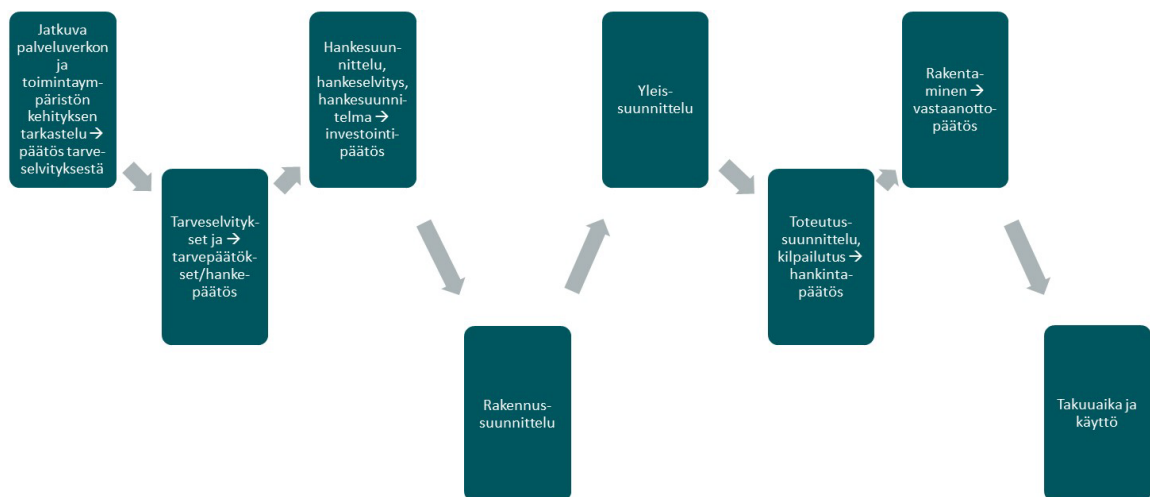 Jatkuva
palveluverkon
ja
toimintaym-
päristön
kehityksen
tarkastelu →
päätös tarve-
selvityksestä
Tarveselvityk-
set ja →
tarvepäätök-
set/hanke-
päätös
Hankesuun-
nittelu,
hankeselvitys,
hankesuunni-
telma →
investointi-
päätös
Rakennus-
suunnittelu
Yleis-
suunnittelu
Toteutus-
suunnittelu,
kilpailutus →
hankinta-
päätös
Rakenta-
minen →
vastaanotto-
päätös
Takuuaika ja
käyttö